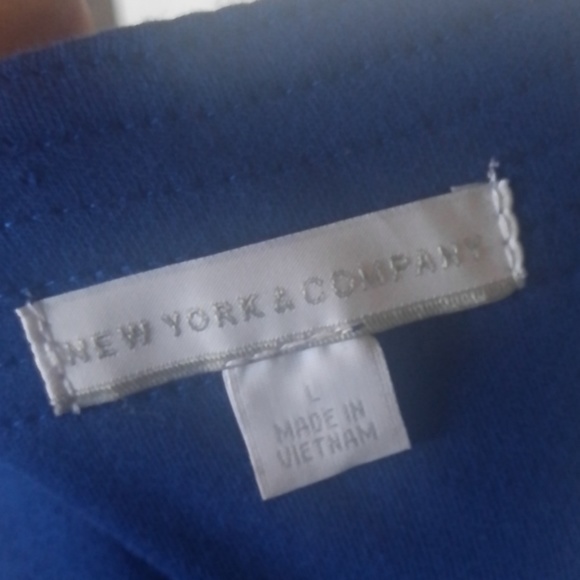 NEW YORK & COMPANY
L
MADE IN
VIETNAM